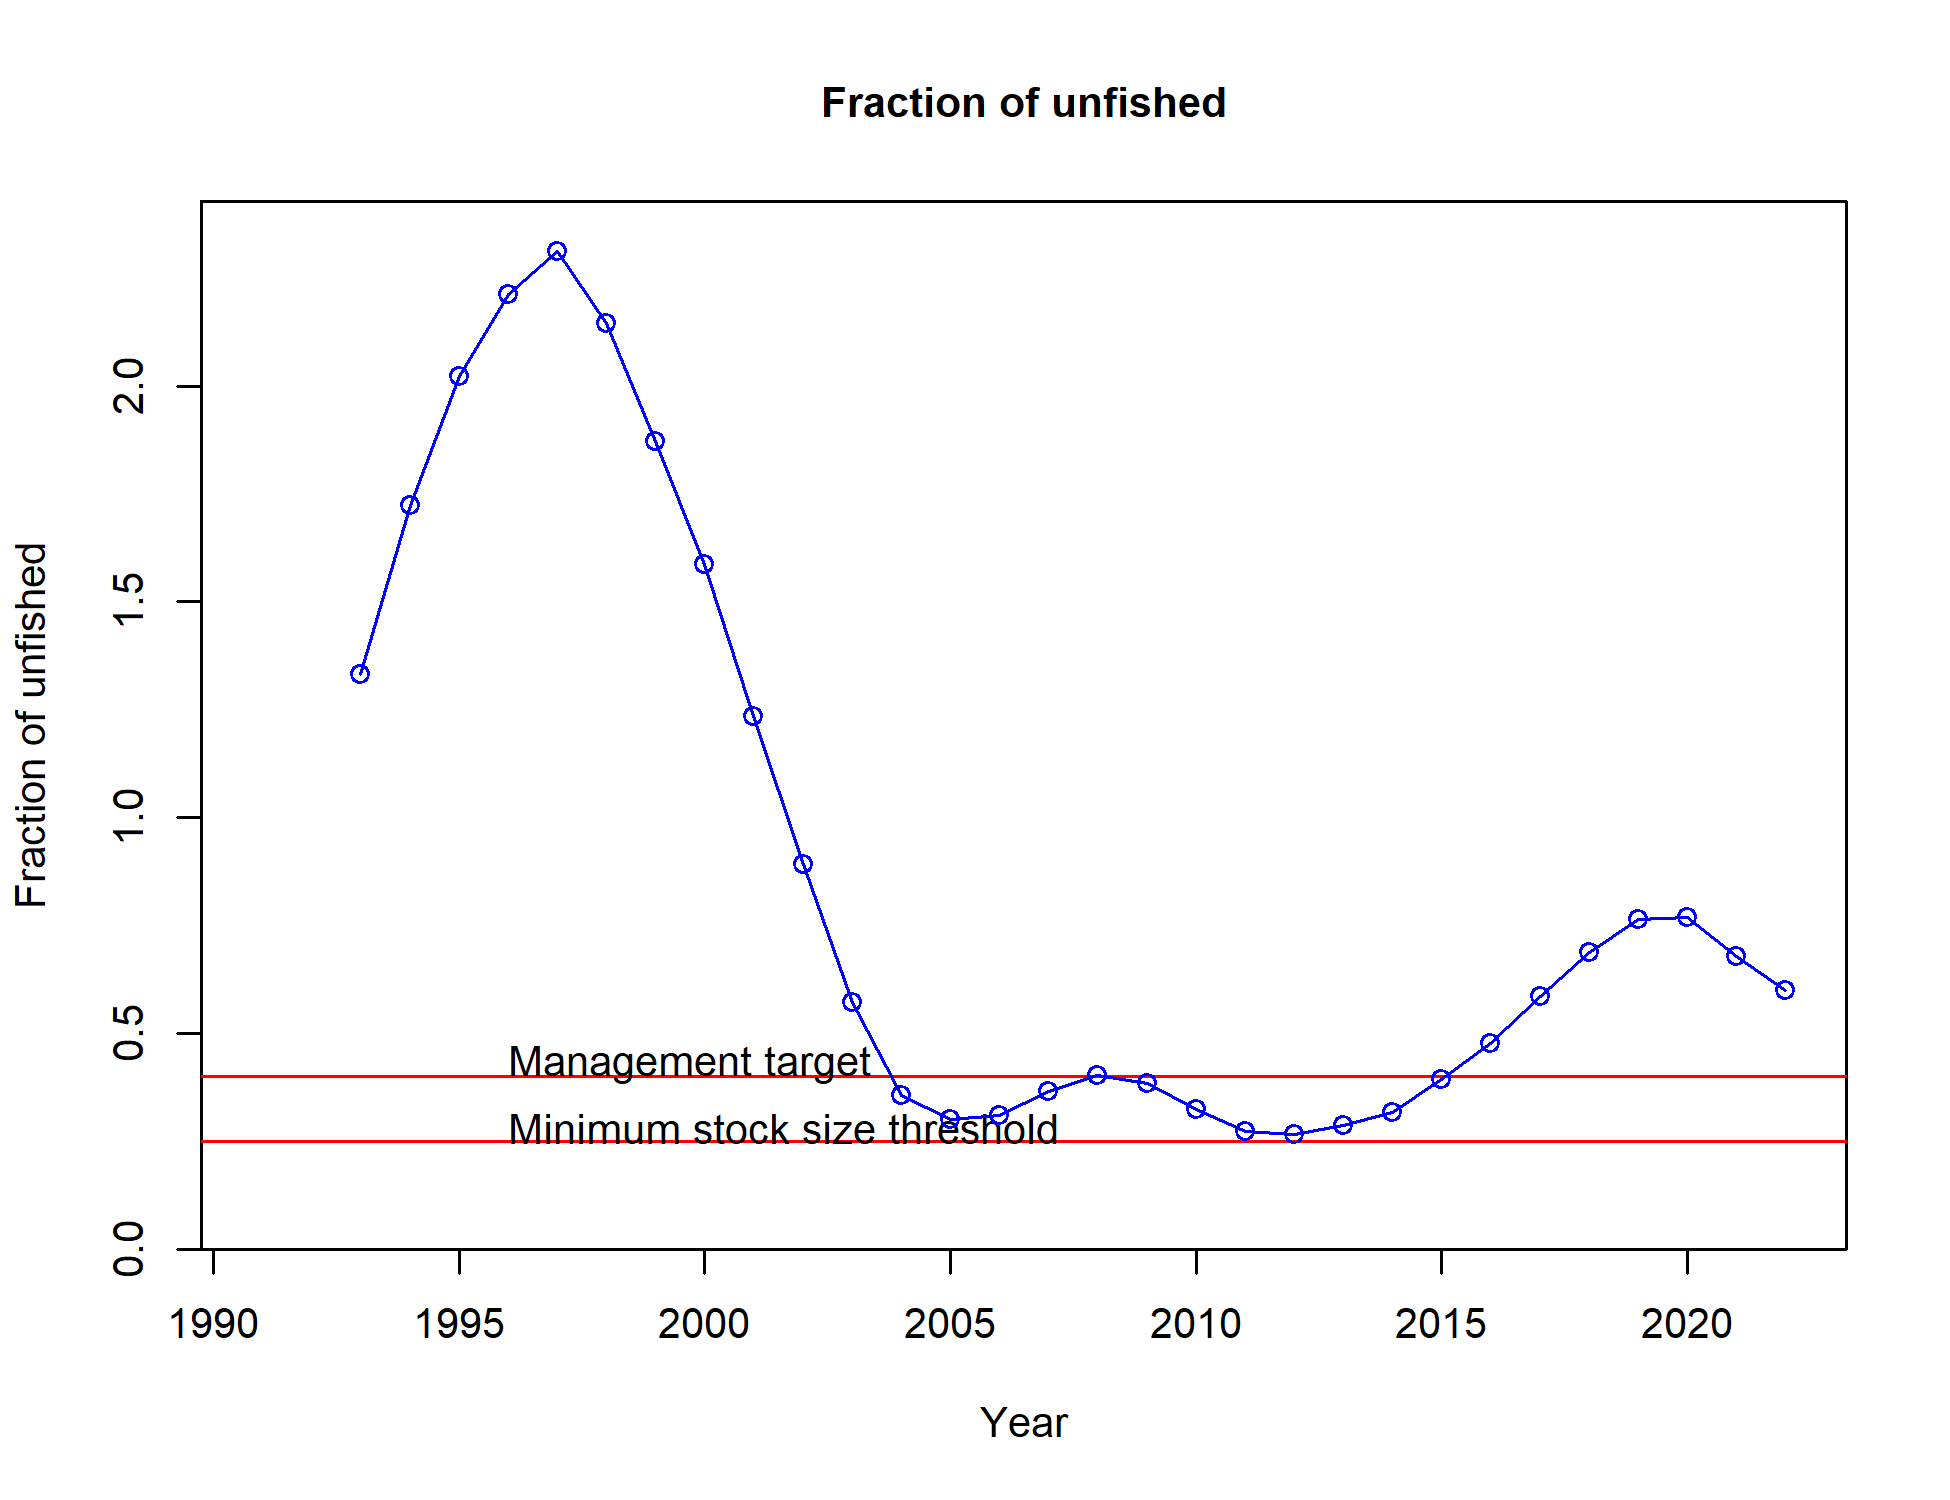 Fraction of unfished
Fraction of unfished
2.0
1.5
1.0
0.5
0.0
Management target
Minimum stock size threshold
1990 1995 2000 2005 2010 2015 2020
Year